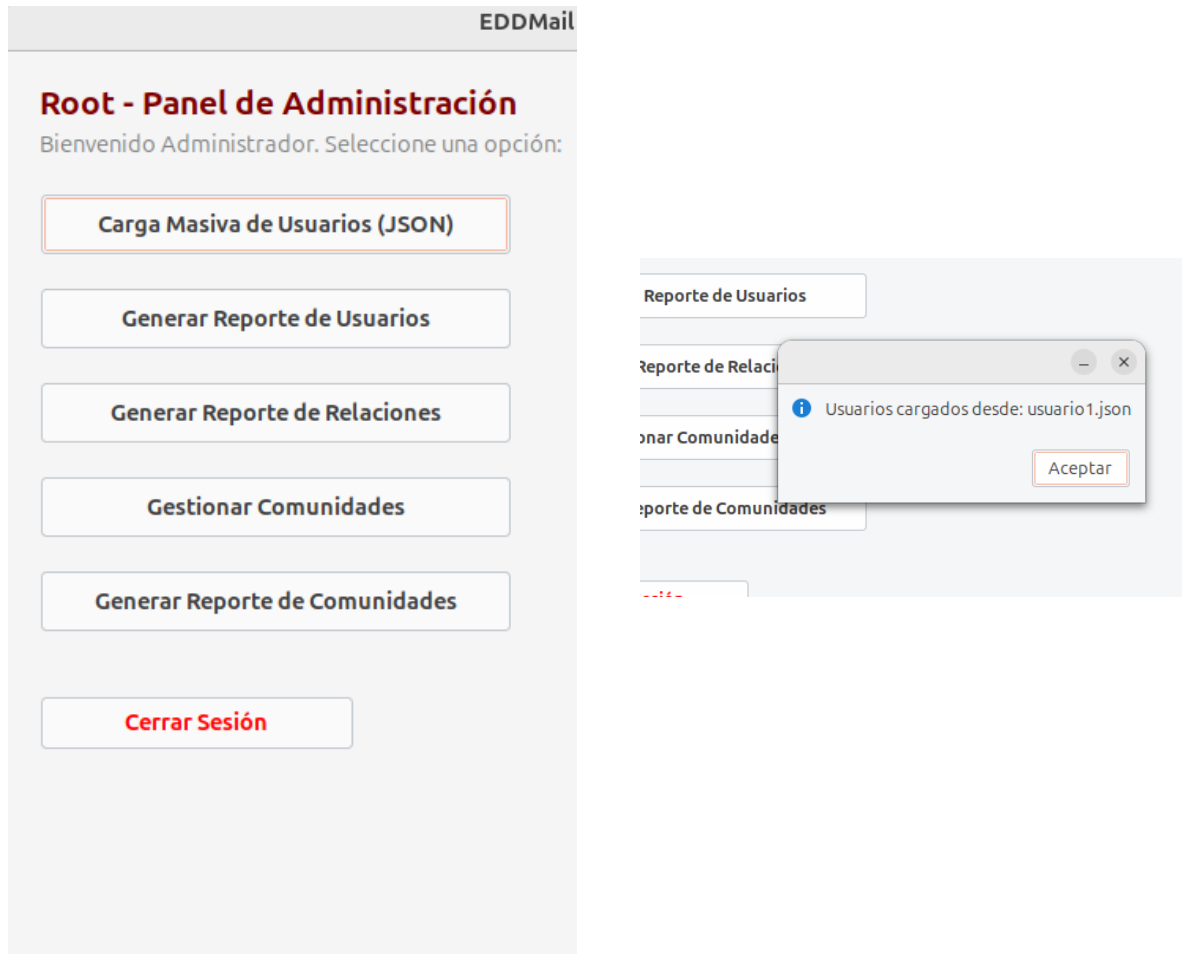 EDDMail
Root - Panel de Administración
Bienvenido Administrador. Seleccione una opción:
Carga Masiva de Usuarios (JSON)
Generar Reporte de Usuarios
Generar Reporte de Relaciones
Gestionar Comunidades
Generar Reporte de Comunidades
Cerrar Sesión
Reporte de Usuarios
Reporte de Relaci
onar Comunidade
eporte de Comunidades
Usuarios cargados desde: usuario1.json
Aceptar